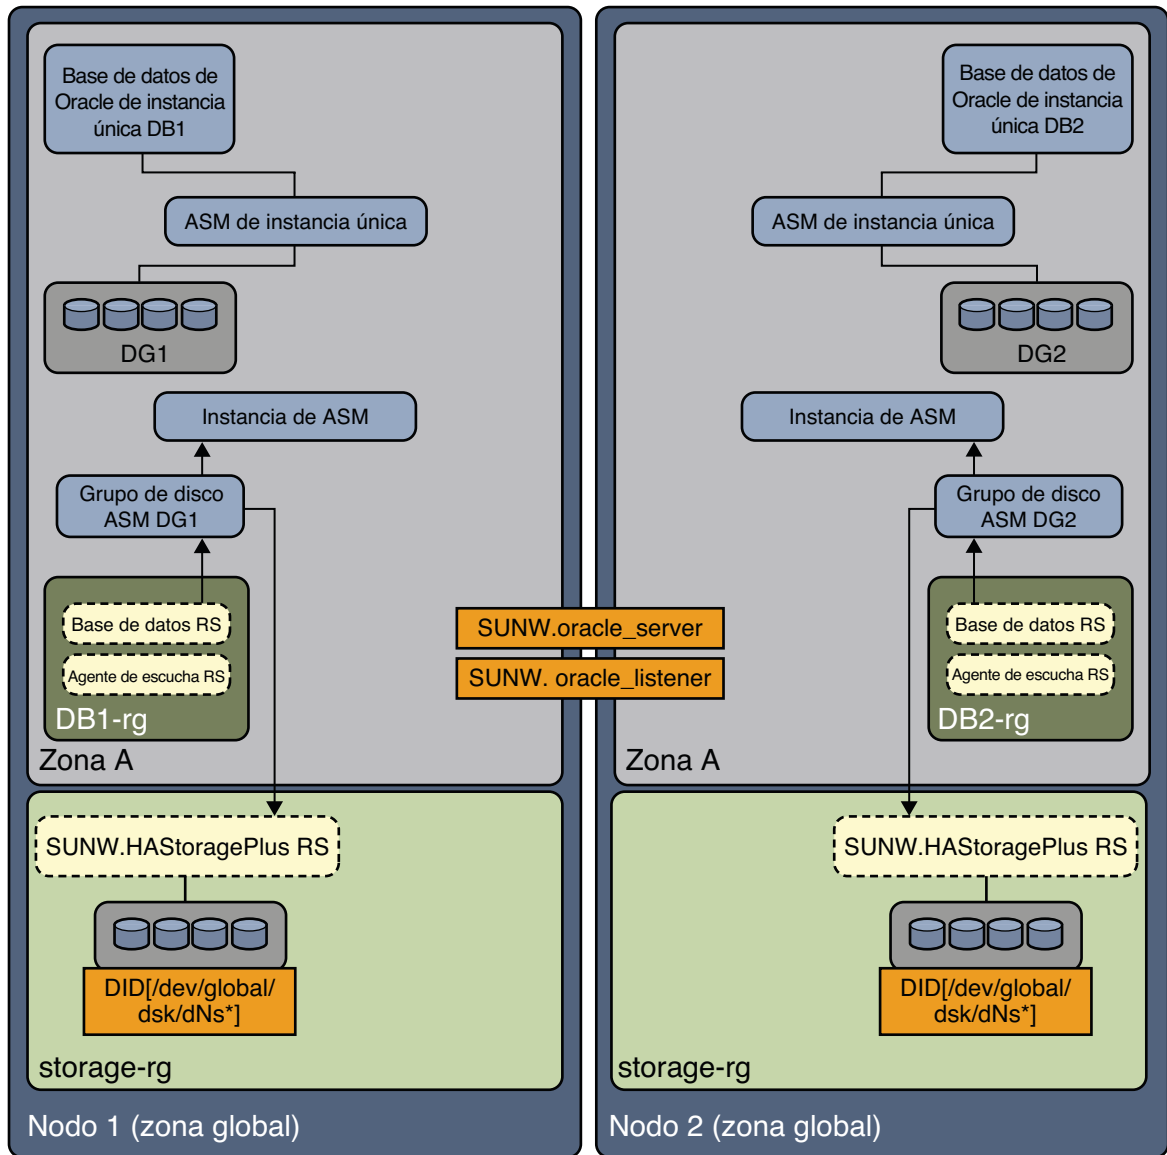 Base de datos de
Oracle de instancia
única DB1
ASM de instancia única
DG1
Instancia de ASM
Grupo de disco
ASM DG1
Base de datos RS
Agente de escucha RS
DB1-rg
Zona A
SUNW.HAStoragePlus RS
DID[/dev/global/
dsk/dNs*]
storage-rg
Nodo 1 (zona global)
SUNW.oracle_server
SUNW. oracle_listener
Base de datos de
Oracle de instancia
única DB2
ASM de instancia única
DG2
Instancia de ASM
Grupo de disco
ASM DG2
Base de datos RS
Agente de escucha RS
DB2-rg
Zona A
SUNW.HAStoragePlus RS
DID[/dev/global/
dsk/dNs*]
storage-rg
Nodo 2 (zona global)